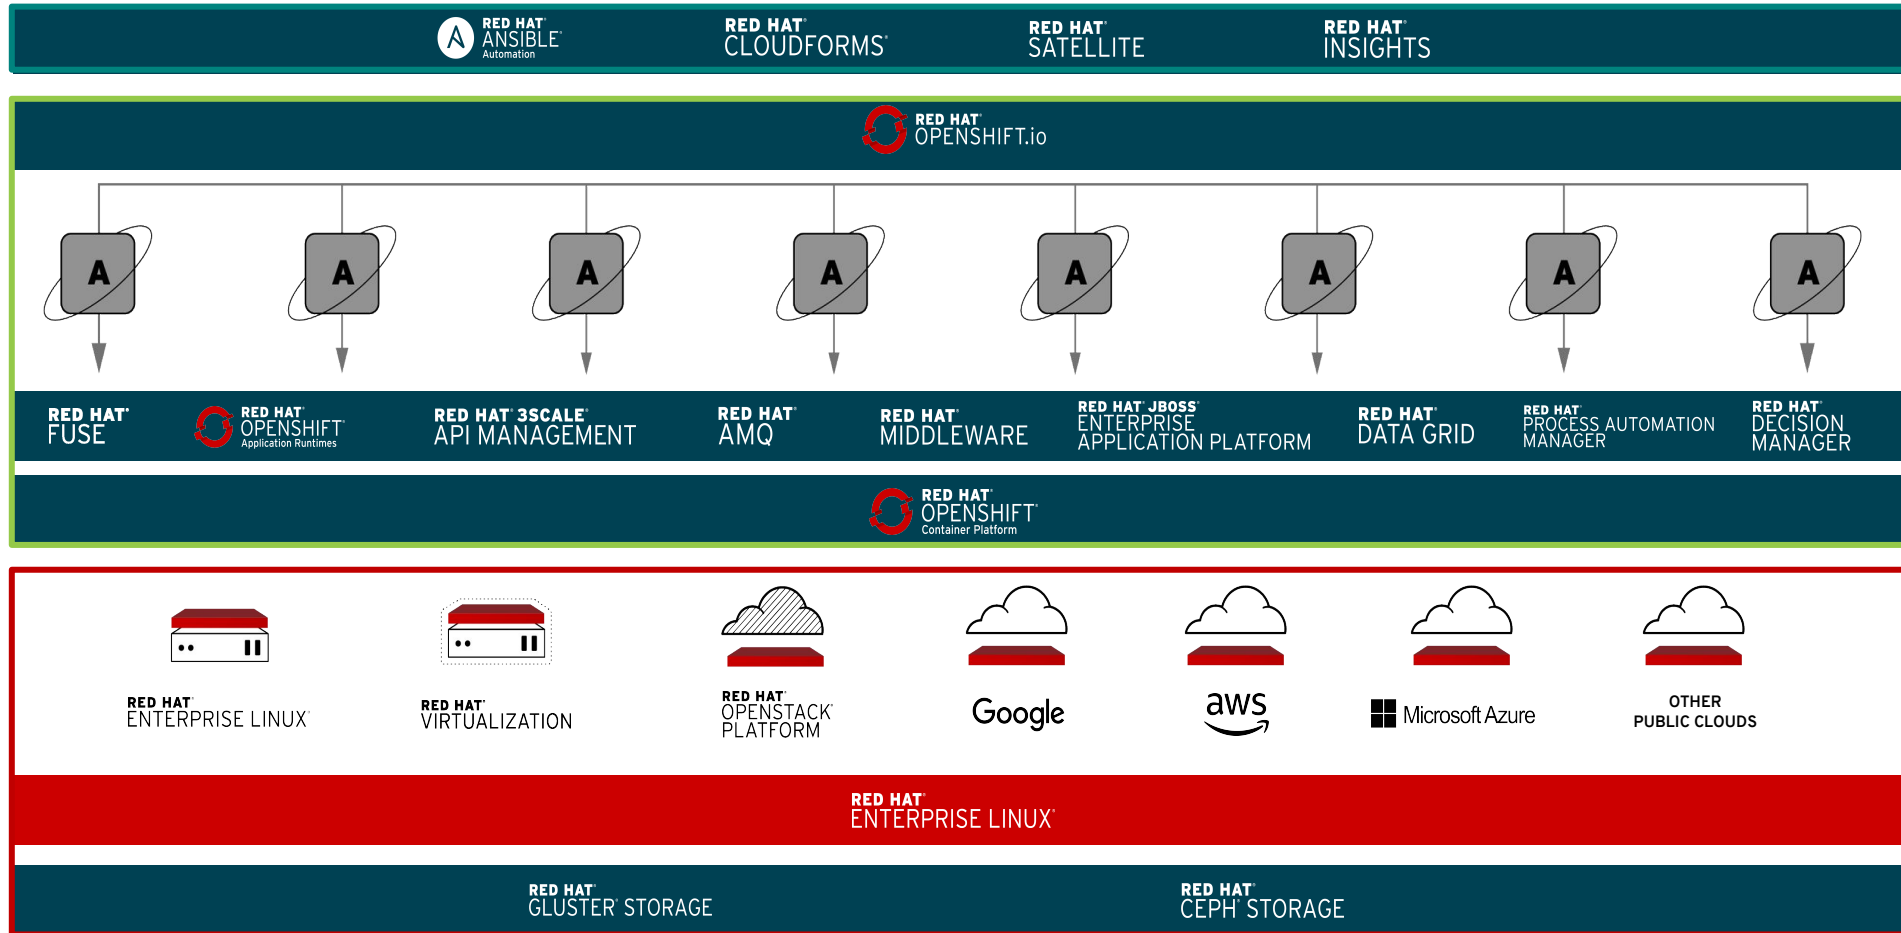 RED HAT®
ANSIBLE®
Automation
RED HAT®
CLOUDFORMS®
RED HAT®
SATELLITE
RED HAT®
INSIGHTS
RED HAT®
OPENSHIFT.io
A
A
A
A
A
A
A
A
A
RED HAT®
FUSE
RED HAT®
OPENSHIFT®
Application Runtimes
RED HAT® 3SCALE®
API MANAGEMENT
RED HAT®
AMQ
RED HAT®
MIDDLEWARE
RED HAT® JBOSS®
ENTERPRISE
APPLICATION PLATFORM
RED HAT®
DATA GRID
RED HAT®
PROCESS AUTOMATION
MANAGER
RED HAT®
DECISION
MANAGER
RED HAT®
OPENSHIFT®
Container Platform
RED HAT®
ENTERPRISE LINUX®
RED HAT®
VIRTUALIZATION
RED HAT®
OPENSTACK®
PLATFORM
Google
aws
Microsoft Azure
OTHER
PUBLIC CLOUDS
RED HAT®
ENTERPRISE LINUX®
RED HAT®
GLUSTER® STORAGE
RED HAT®
CEPH® STORAGE